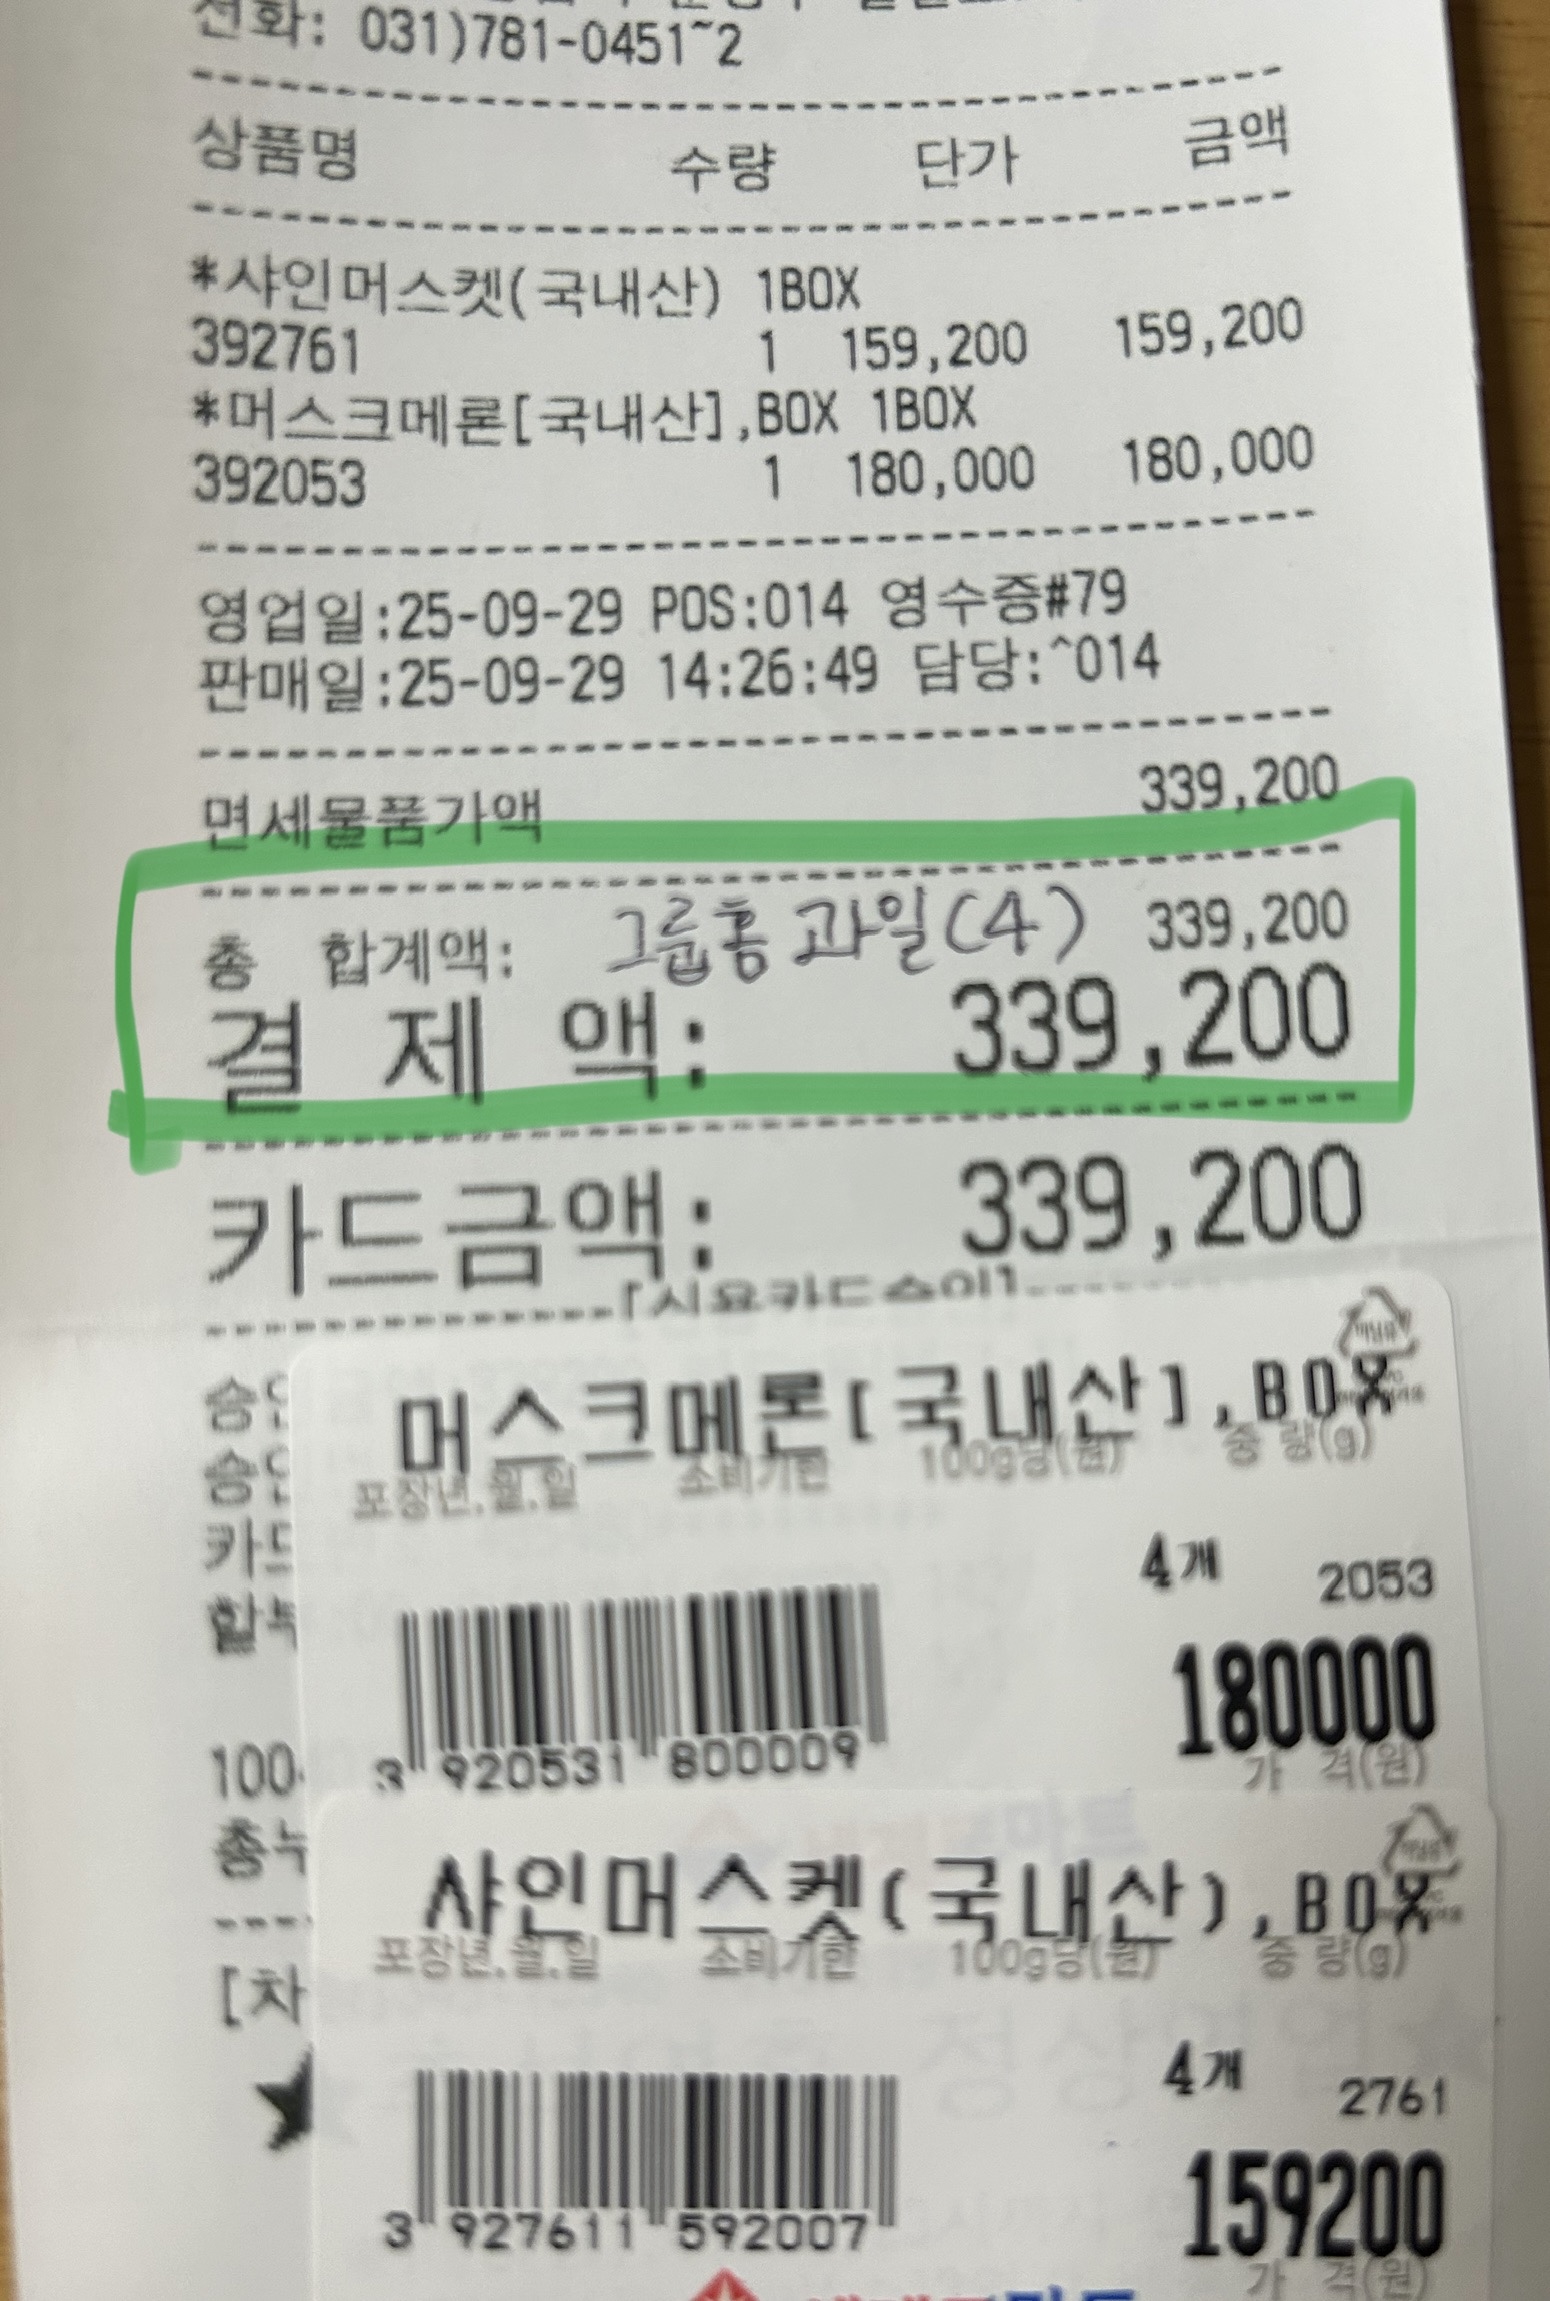 전화: 031)781-0451~2
상품명 수량 단가 금액
*샤인머스켓(국내산) 1BOX
392761 1 159,200 159,200
*머스크메론[국내산],BOX 1BOX
392053 1 180,000 180,000
영업일:25-09-29 POS:014 영수증#79
판매일:25-09-29 14:26:49 담당:^014
면세물품가액 339,200
총 합계액: 그룹홈 과일(4) 339,200
결 제 액: 339,200
카드금액: 339,200
머스크메론[국내산],BOX
포장년.월.일 소비기한 100g당(원) 중 량(g)
4개 2053
180000
3 920531 800009
가 격(원)
100
샤인머스켓(국내산),BOX
포장년.월.일 소비기한 100g당(원) 중 량(g)
[차
4개 2761
159200
3 927611 592007
가 격(원)